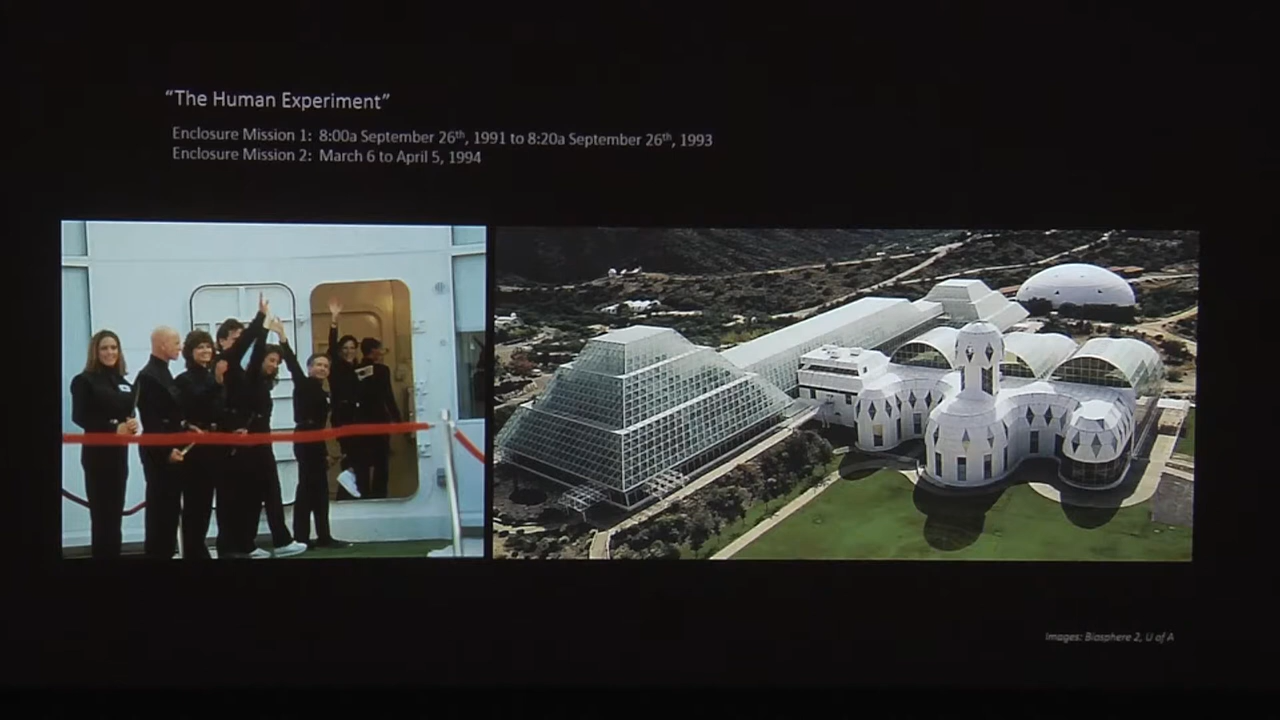 “The Human Experiment”
Enclosure Mission 1: 8:00a September 26th, 1991 to 8:20a September 26th, 1993
Enclosure Mission 2: March 6 to April 5, 1994
Images: Biosphere 2, U of A